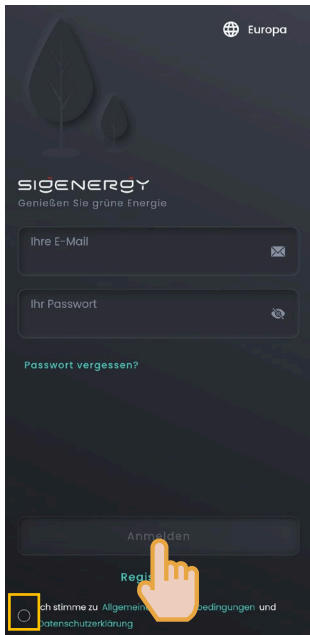 Europa
SIGENERGY
Genießen Sie grüne Energie
Ihre E-Mail
Ihr Passwort
Passwort vergessen?
Anmelden
ch stimme zu Allgemein bedingungen und
Datenschutzerklärung